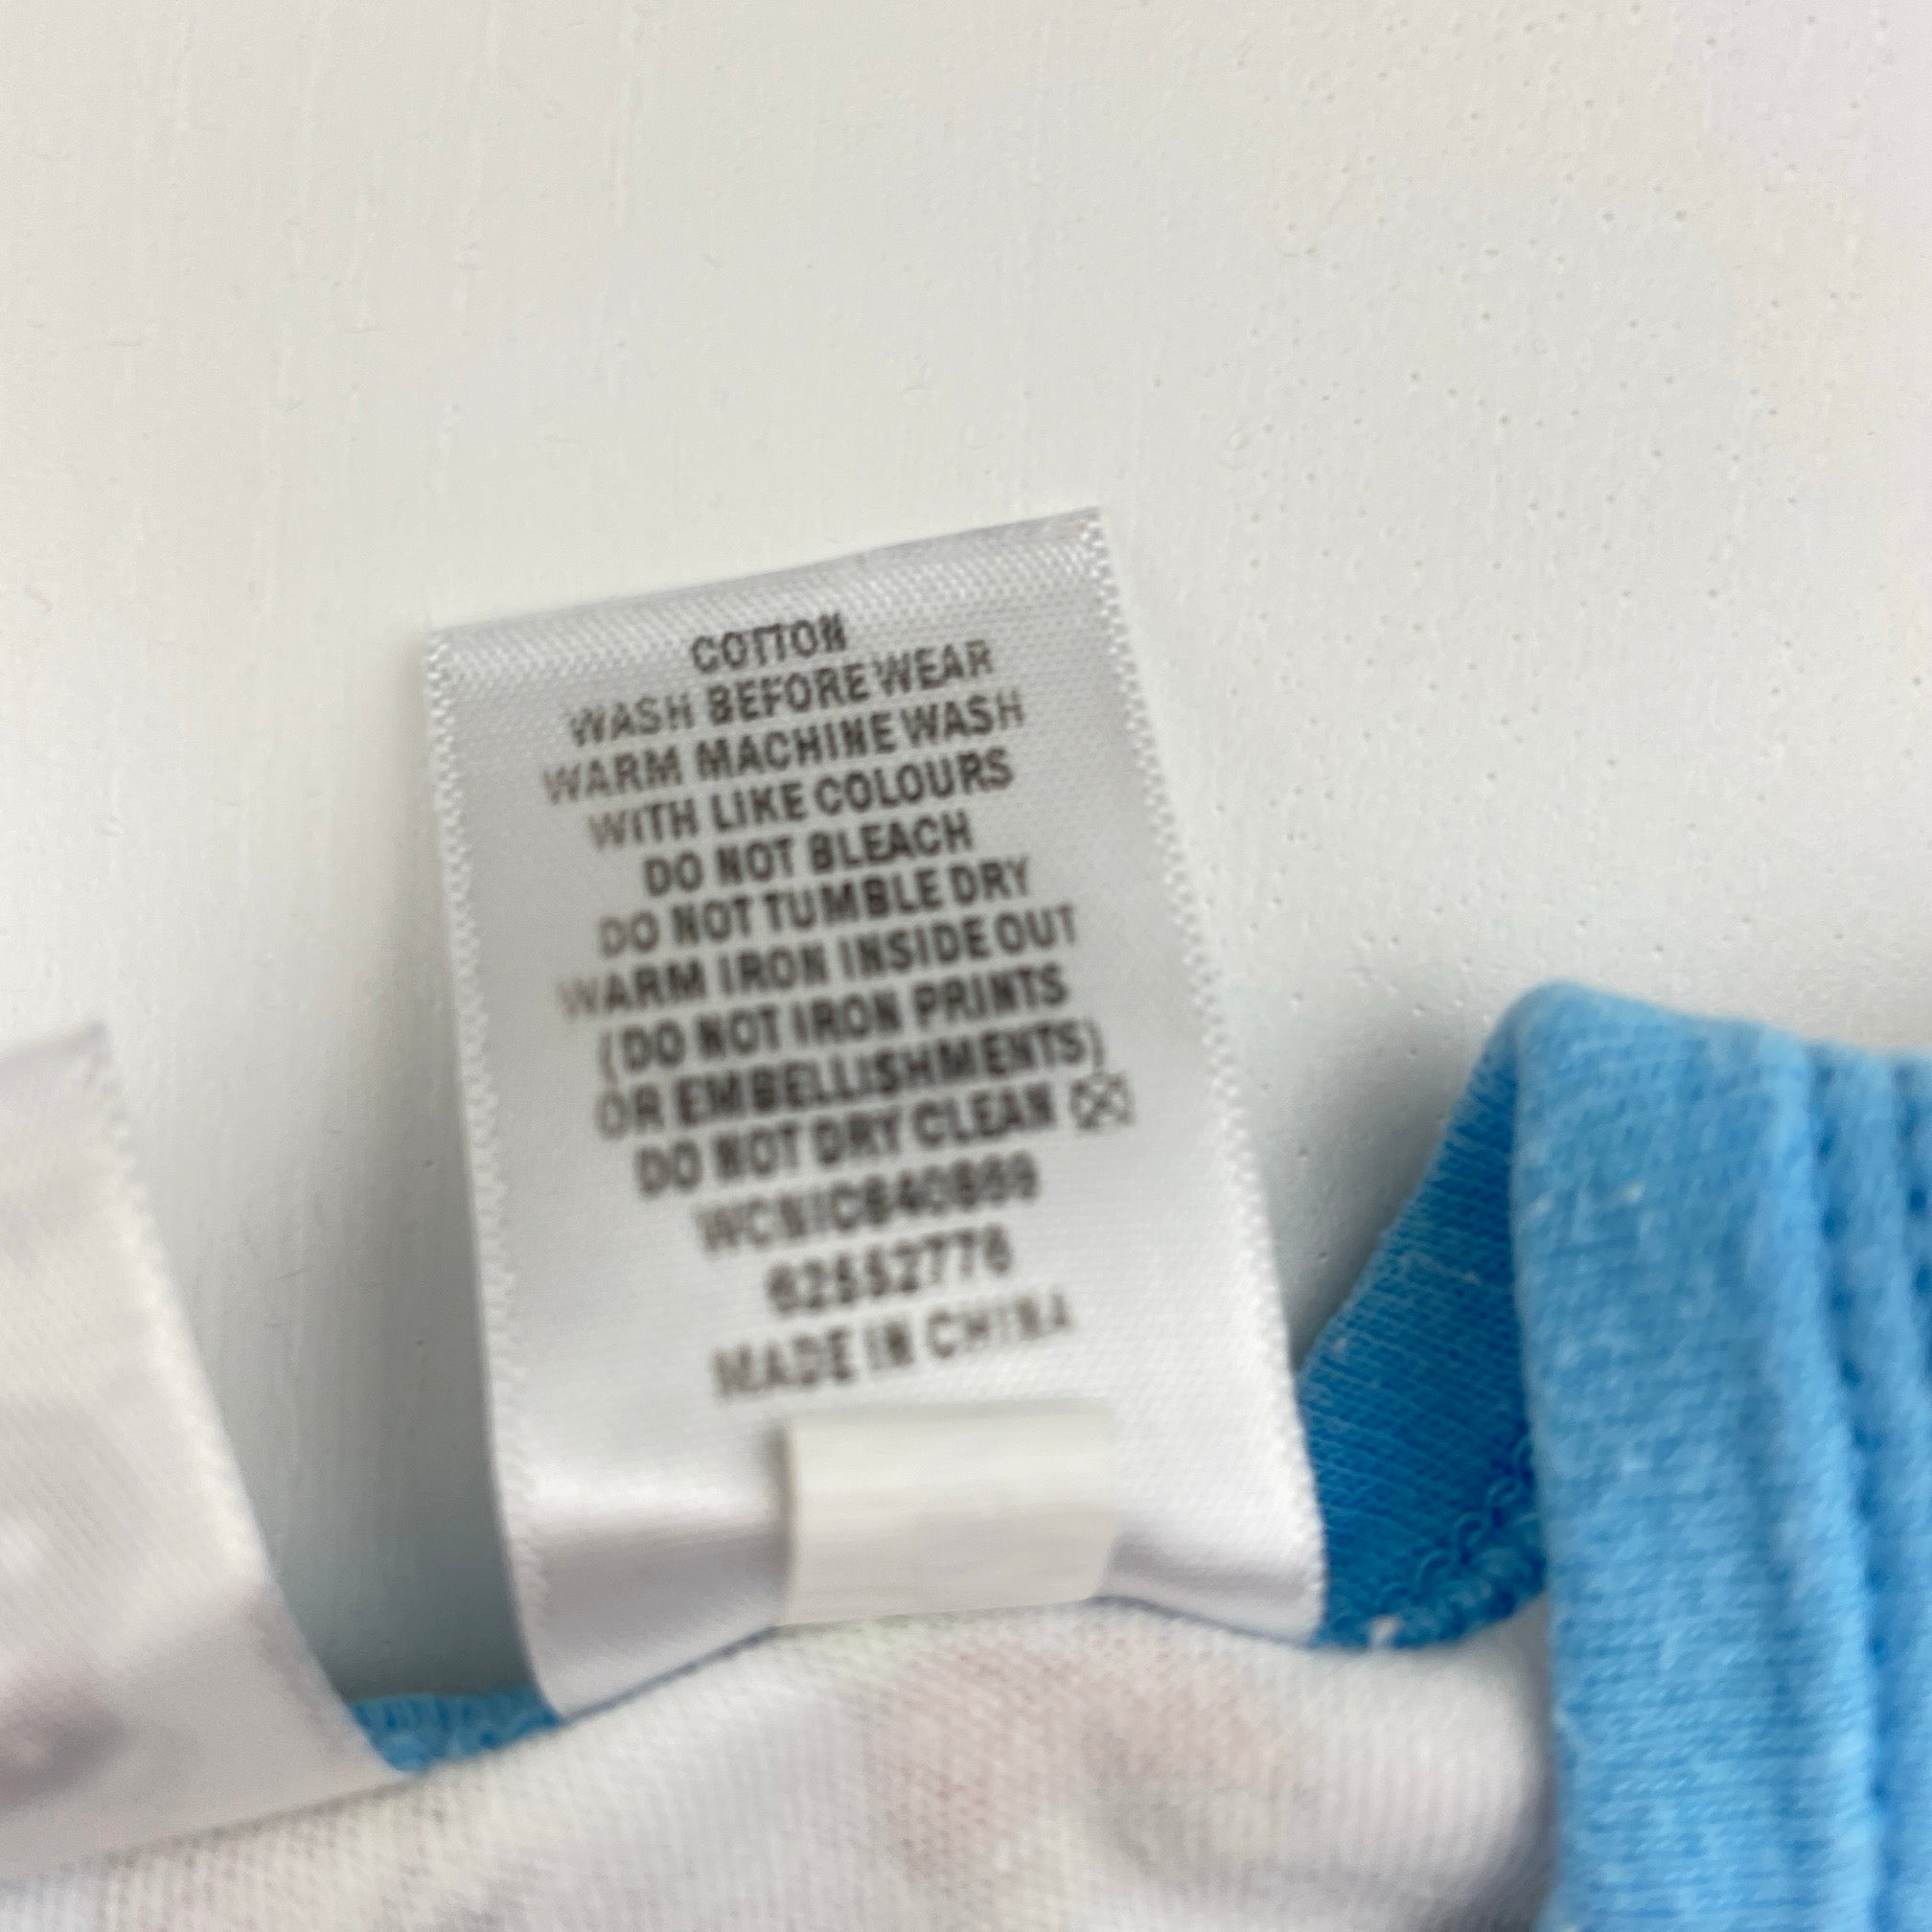 COTTON
WASH BEFORE WEAR
WARM MACHINE WASH
WITH LIKE COLOURS
DO NOT BLEACH
DO NOT TUMBLE DRY
WARM IRON INSIDE OUT
(DO NOT IRON PRINTS
OR EMBELLISHMENTS)
DO NOT DRY CLEAN
62552776
MADE IN CHINA